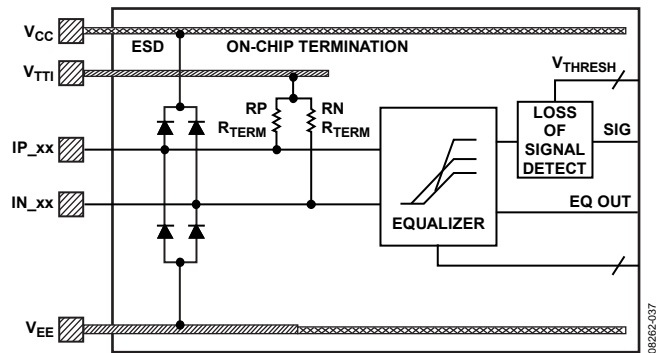 VCC
ESD
ON-CHIP TERMINATION
VTTI
VTHRESH
RP
RTERM
RN
RTERM
LOSS
OF
SIGNAL
DETECT
SIG
IP_xx
IN_xx
EQUALIZER
EQ OUT
VEE
08262-037